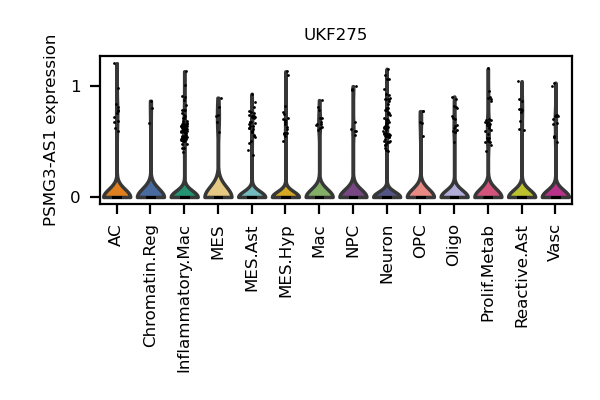 UKF275
PSMG3-AS1 expression
1
0
AC
Chromatin.Reg
Inflammatory.Mac
MES
MES.Ast
MES.Hyp
Mac
NPC
Neuron
OPC
Oligo
Prolif.Metab
Reactive.Ast
Vasc